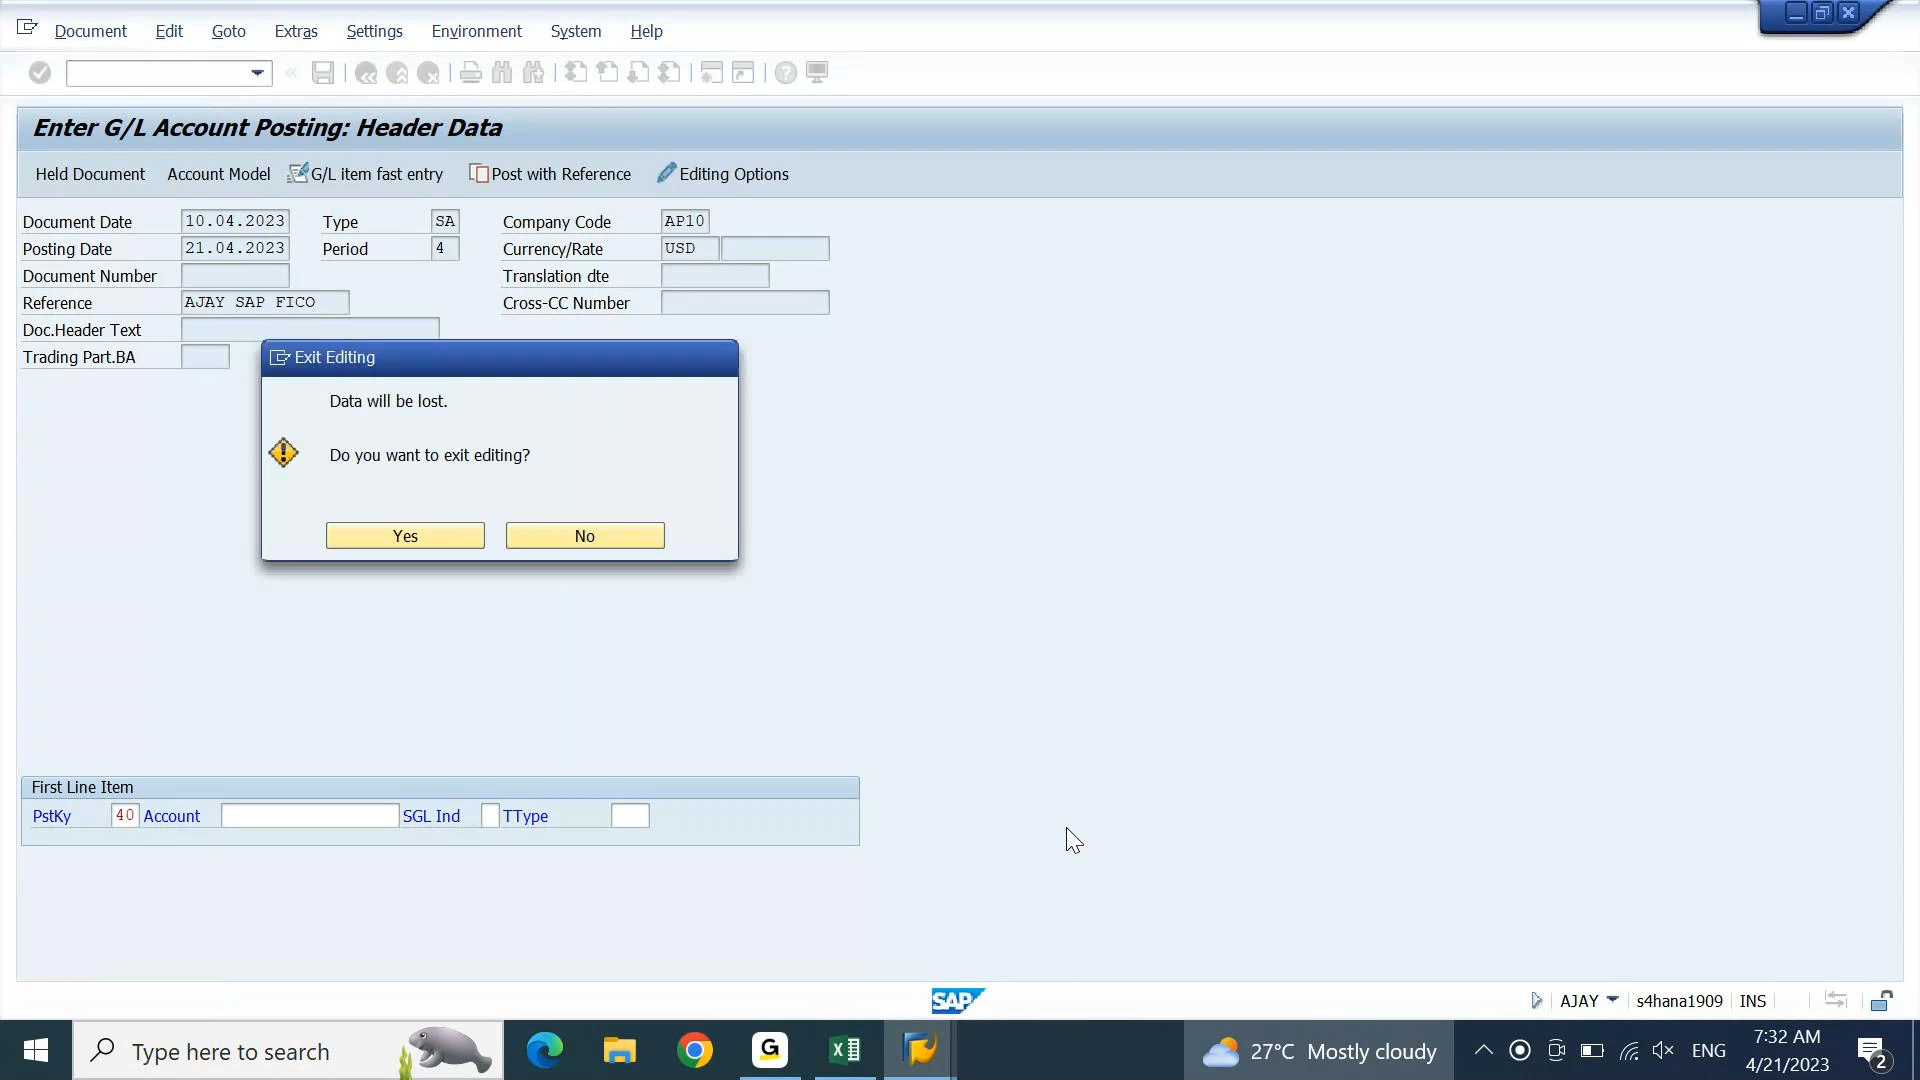 Document Edit Goto Extras Settings Environment System Help
Enter G/L Account Posting: Header Data
Held Document Account Model G/L item fast entry Post with Reference Editing Options
Document Date 10.04.2023 Type SA Company Code AP10
Posting Date 21.04.2023 Period 4 Currency/Rate USD
Document Number Translation dte
Reference AJAY SAP FICO Cross-CC Number
Doc.Header Text
Trading Part.BA
Exit Editing
Data will be lost.
Do you want to exit editing?
Yes No
First Line Item
PstKy 40 Account SGL Ind TType
SAP AJAY s4hana1909 INS
Type here to search 27°C Mostly cloudy ENG 7:32 AM
4/21/2023 2